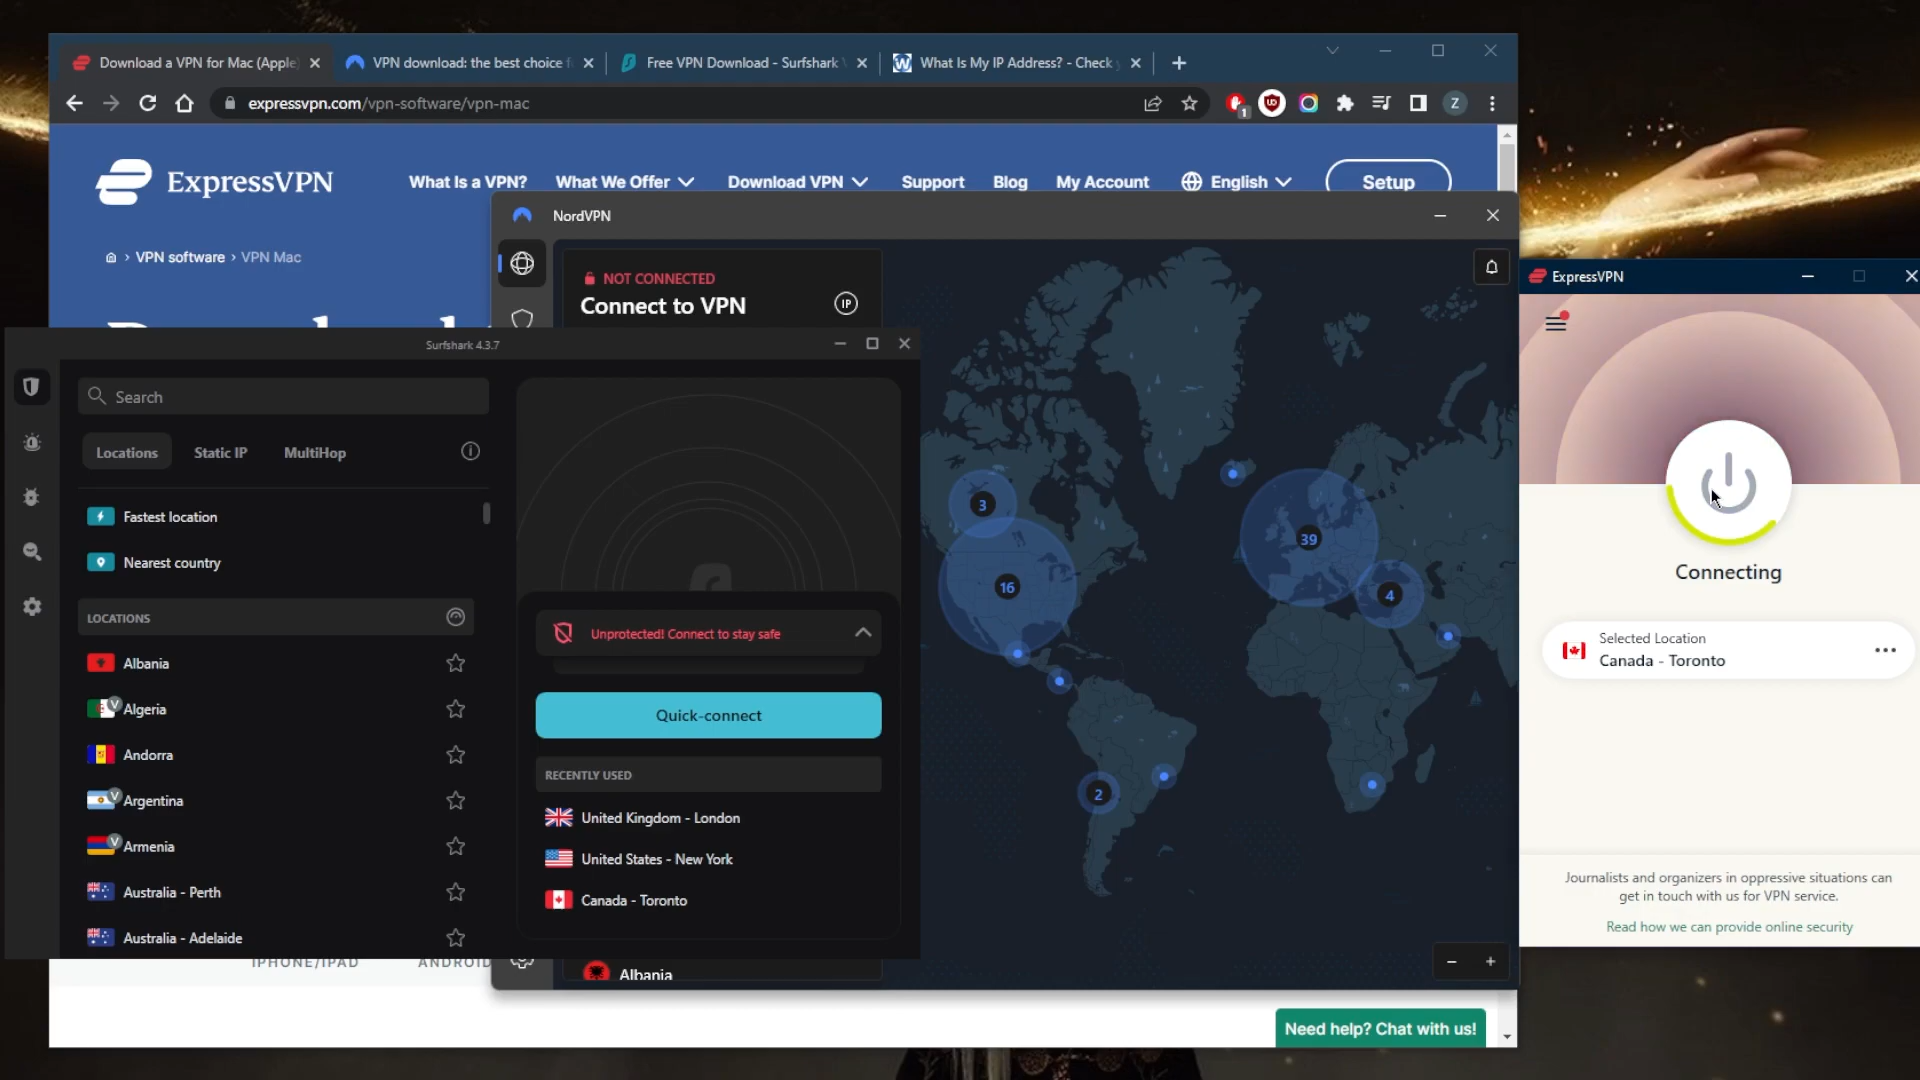 Download a VPN for Mac (Apple
VPN download: the best choice f
Free VPN Download - Surfshark
What Is My IP Address? - Check
expressvpn.com/vpn-software/vpn-mac
1
Z
ExpressVPN
What Is a VPN?
What We Offer
Download VPN
Support
Blog
My Account
English
Setup
VPN software
VPN Mac
NordVPN
NOT CONNECTED
Connect to VPN
IP
3
16
39
4
2
Albania
Surfshark 4.3.7
Search
Locations
Static IP
MultiHop
Fastest location
Nearest country
LOCATIONS
Albania
V
Algeria
Andorra
V
Argentina
V
Armenia
Australia - Perth
Australia - Adelaide
Unprotected! Connect to stay safe
Quick-connect
RECENTLY USED
United Kingdom - London
United States - New York
Canada - Toronto
ExpressVPN
Connecting
Selected Location
Canada - Toronto
Journalists and organizers in oppressive situations can
get in touch with us for VPN service.
Read how we can provide online security
IPHONE/IPAD
ANDROID
Need help? Chat with us!